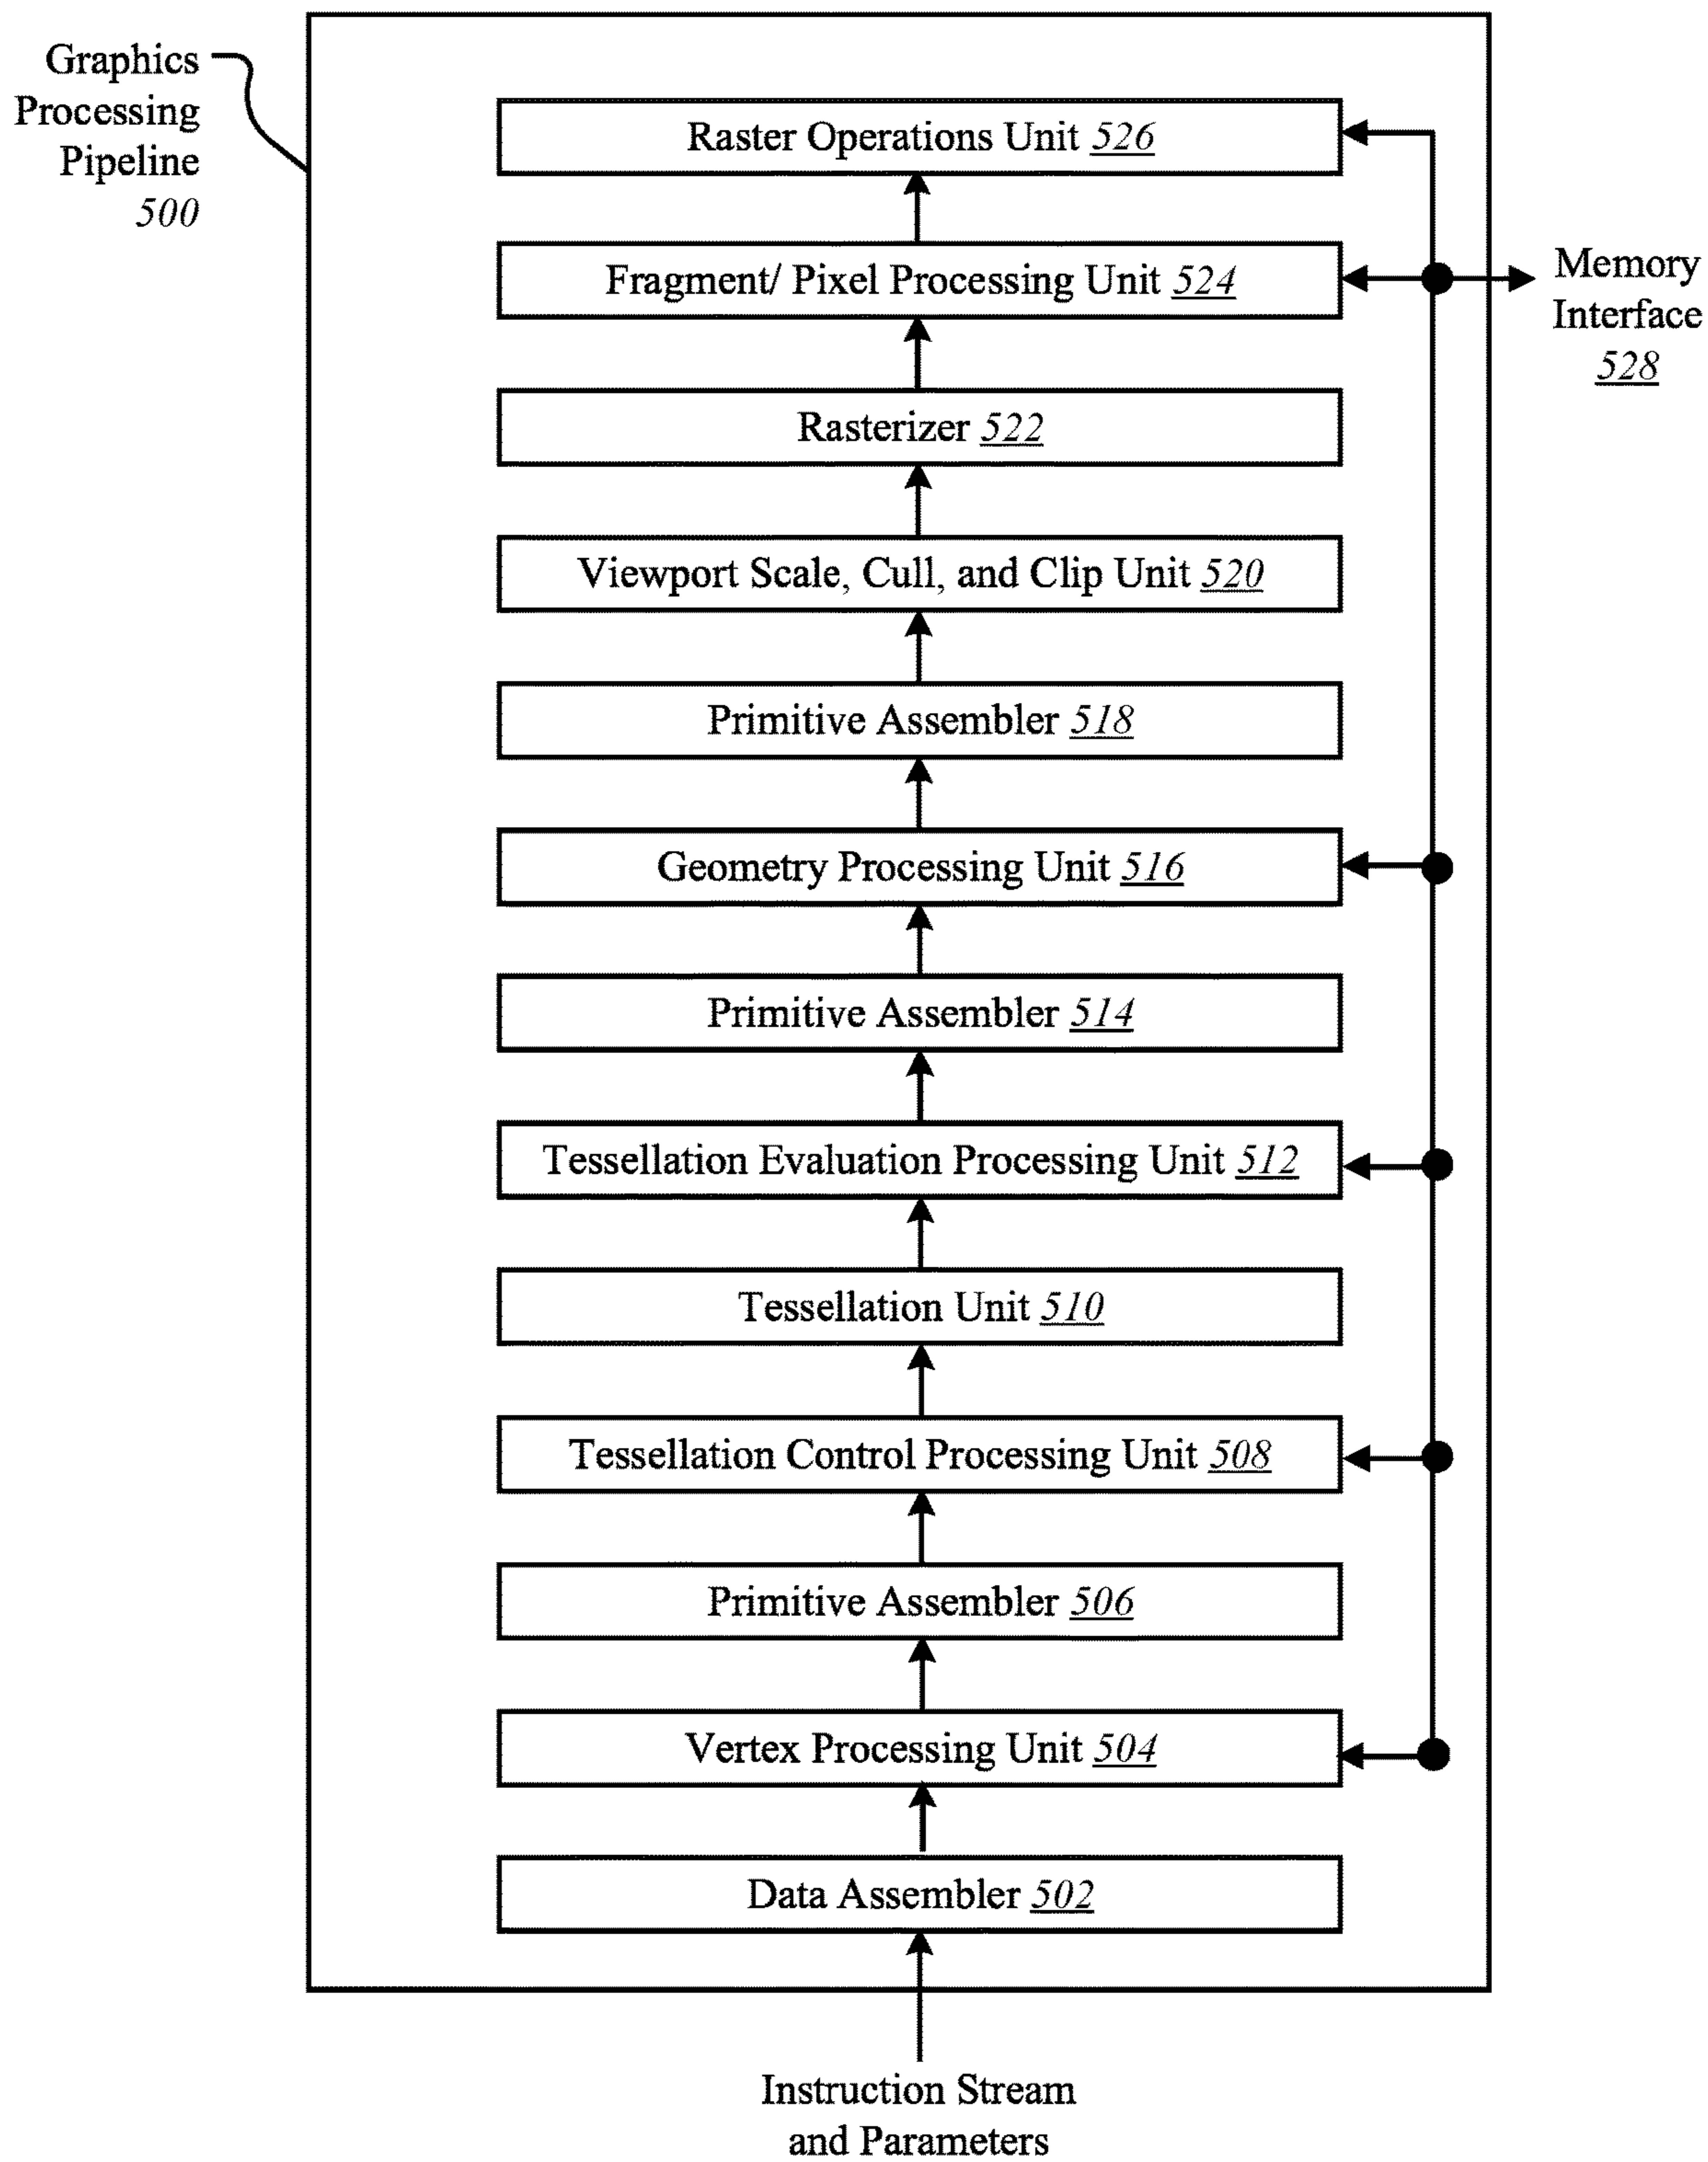 Graphics
Processing
Pipeline
500
Raster Operations Unit 526
Fragment/ Pixel Processing Unit 524
Memory
Interface
528
Rasterizer 522
Viewport Scale, Cull, and Clip Unit 520
Primitive Assembler 518
Geometry Processing Unit 516
Primitive Assembler 514
Tessellation Evaluation Processing Unit 512
Tessellation Unit 510
Tessellation Control Processing Unit 508
Primitive Assembler 506
Vertex Processing Unit 504
Data Assembler 502
Instruction Stream
and Parameters